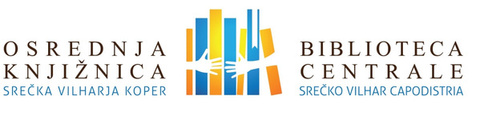 OSREDNJA
KNJIŽNICA
SREČKA VILHARJA KOPER
BIBLIOTECA
CENTRALE
SREČKO VILHAR CAPODISTRIA